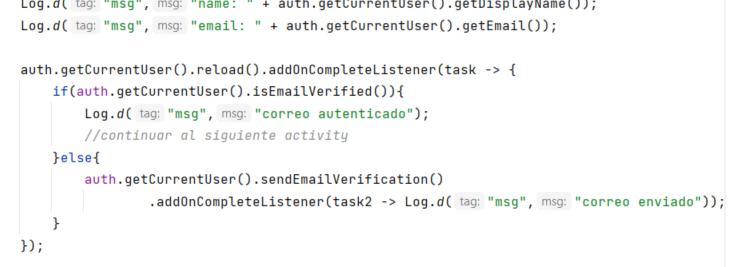 Log.d( tag: "msg", msg: "name: " + auth.getCurrentUser().getDisplayName());
Log.d( tag: "msg", msg: "email: " + auth.getCurrentUser().getEmail());
auth.getCurrentUser().reload().addOnCompleteListener(task -> {
if(auth.getCurrentUser().isEmailVerified()){
Log.d( tag: "msg", msg: "correo autenticado");
//continuar al siguiente activity
}else{
auth.getCurrentUser().sendEmailVerification()
.addOnCompleteListener(task2 -> Log.d( tag: "msg", msg: "correo enviado"));
}
});